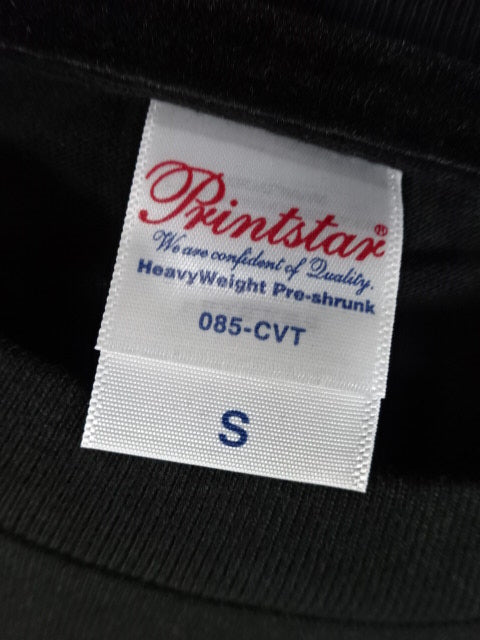 Printstar®
We are confident of Quality.
HeavyWeight Pre-shrunk
085-CVT
S